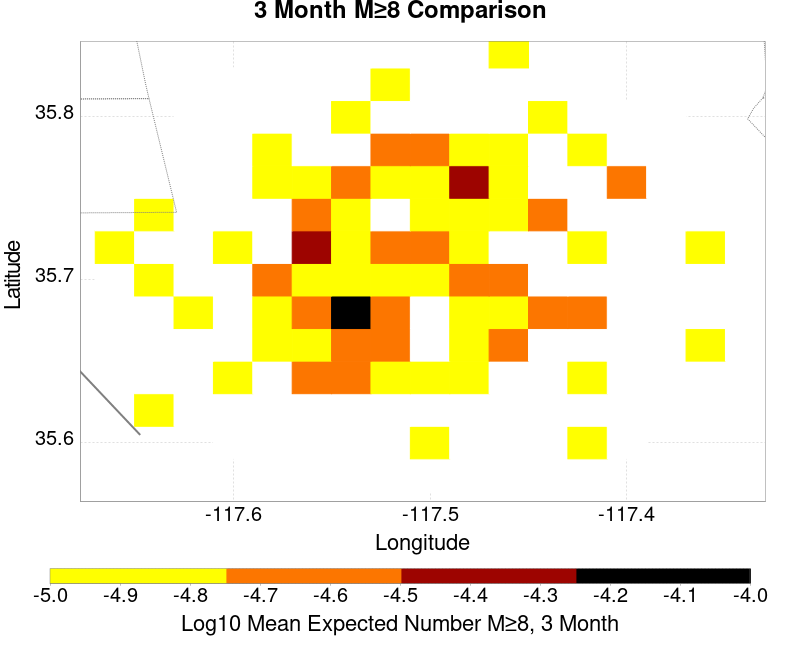 3 Month M≥8 Comparison
35.8
35.7
35.6
Latitude
-117.6 -117.5 -117.4
Longitude
-5.0 -4.9 -4.8 -4.7 -4.6 -4.5 -4.4 -4.3 -4.2 -4.1 -4.0
Log10 Mean Expected Number M≥8, 3 Month